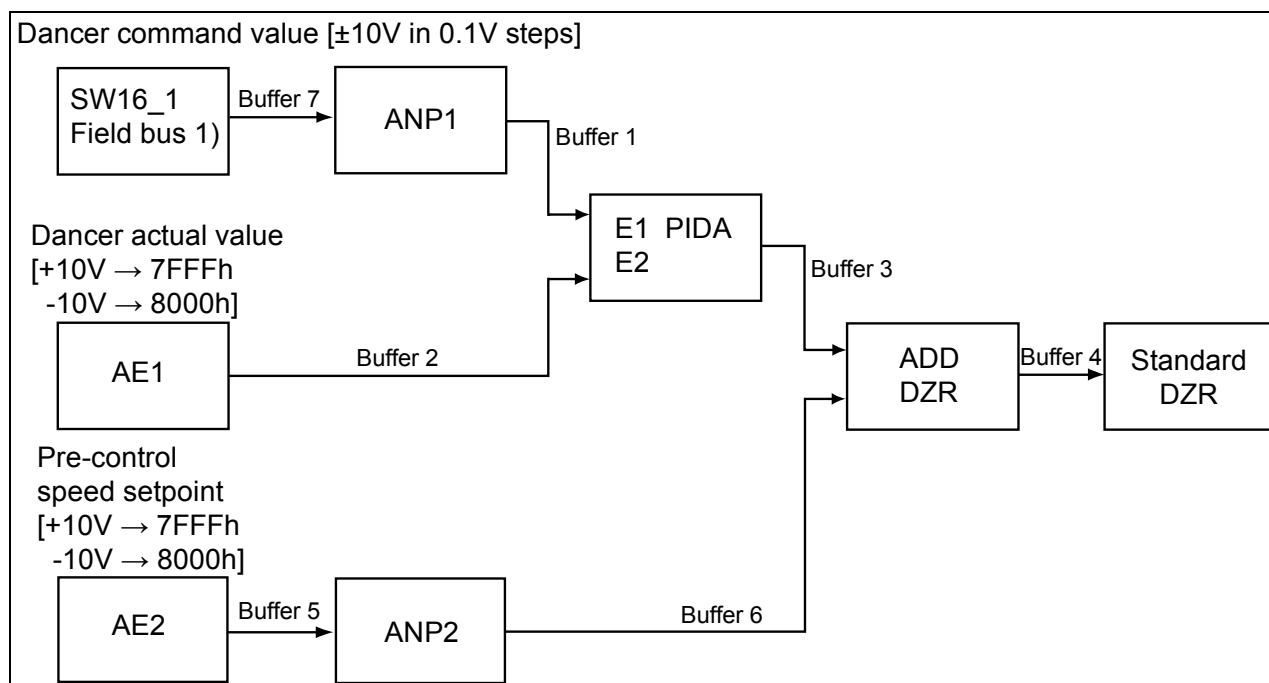 Dancer command value [±10V in 0.1V steps]
SW16_1
Field bus 1)
Buffer 7
ANP1
Buffer 1
E1 PIDA
E2
Buffer 3
Dancer actual value
[+10V → 7FFFh
-10V → 8000h]
AE1
Buffer 2
ADD
DZR
Buffer 4
Standard
DZR
Pre-control
speed setpoint
[+10V → 7FFFh
-10V → 8000h]
AE2
Buffer 5
ANP2
Buffer 6